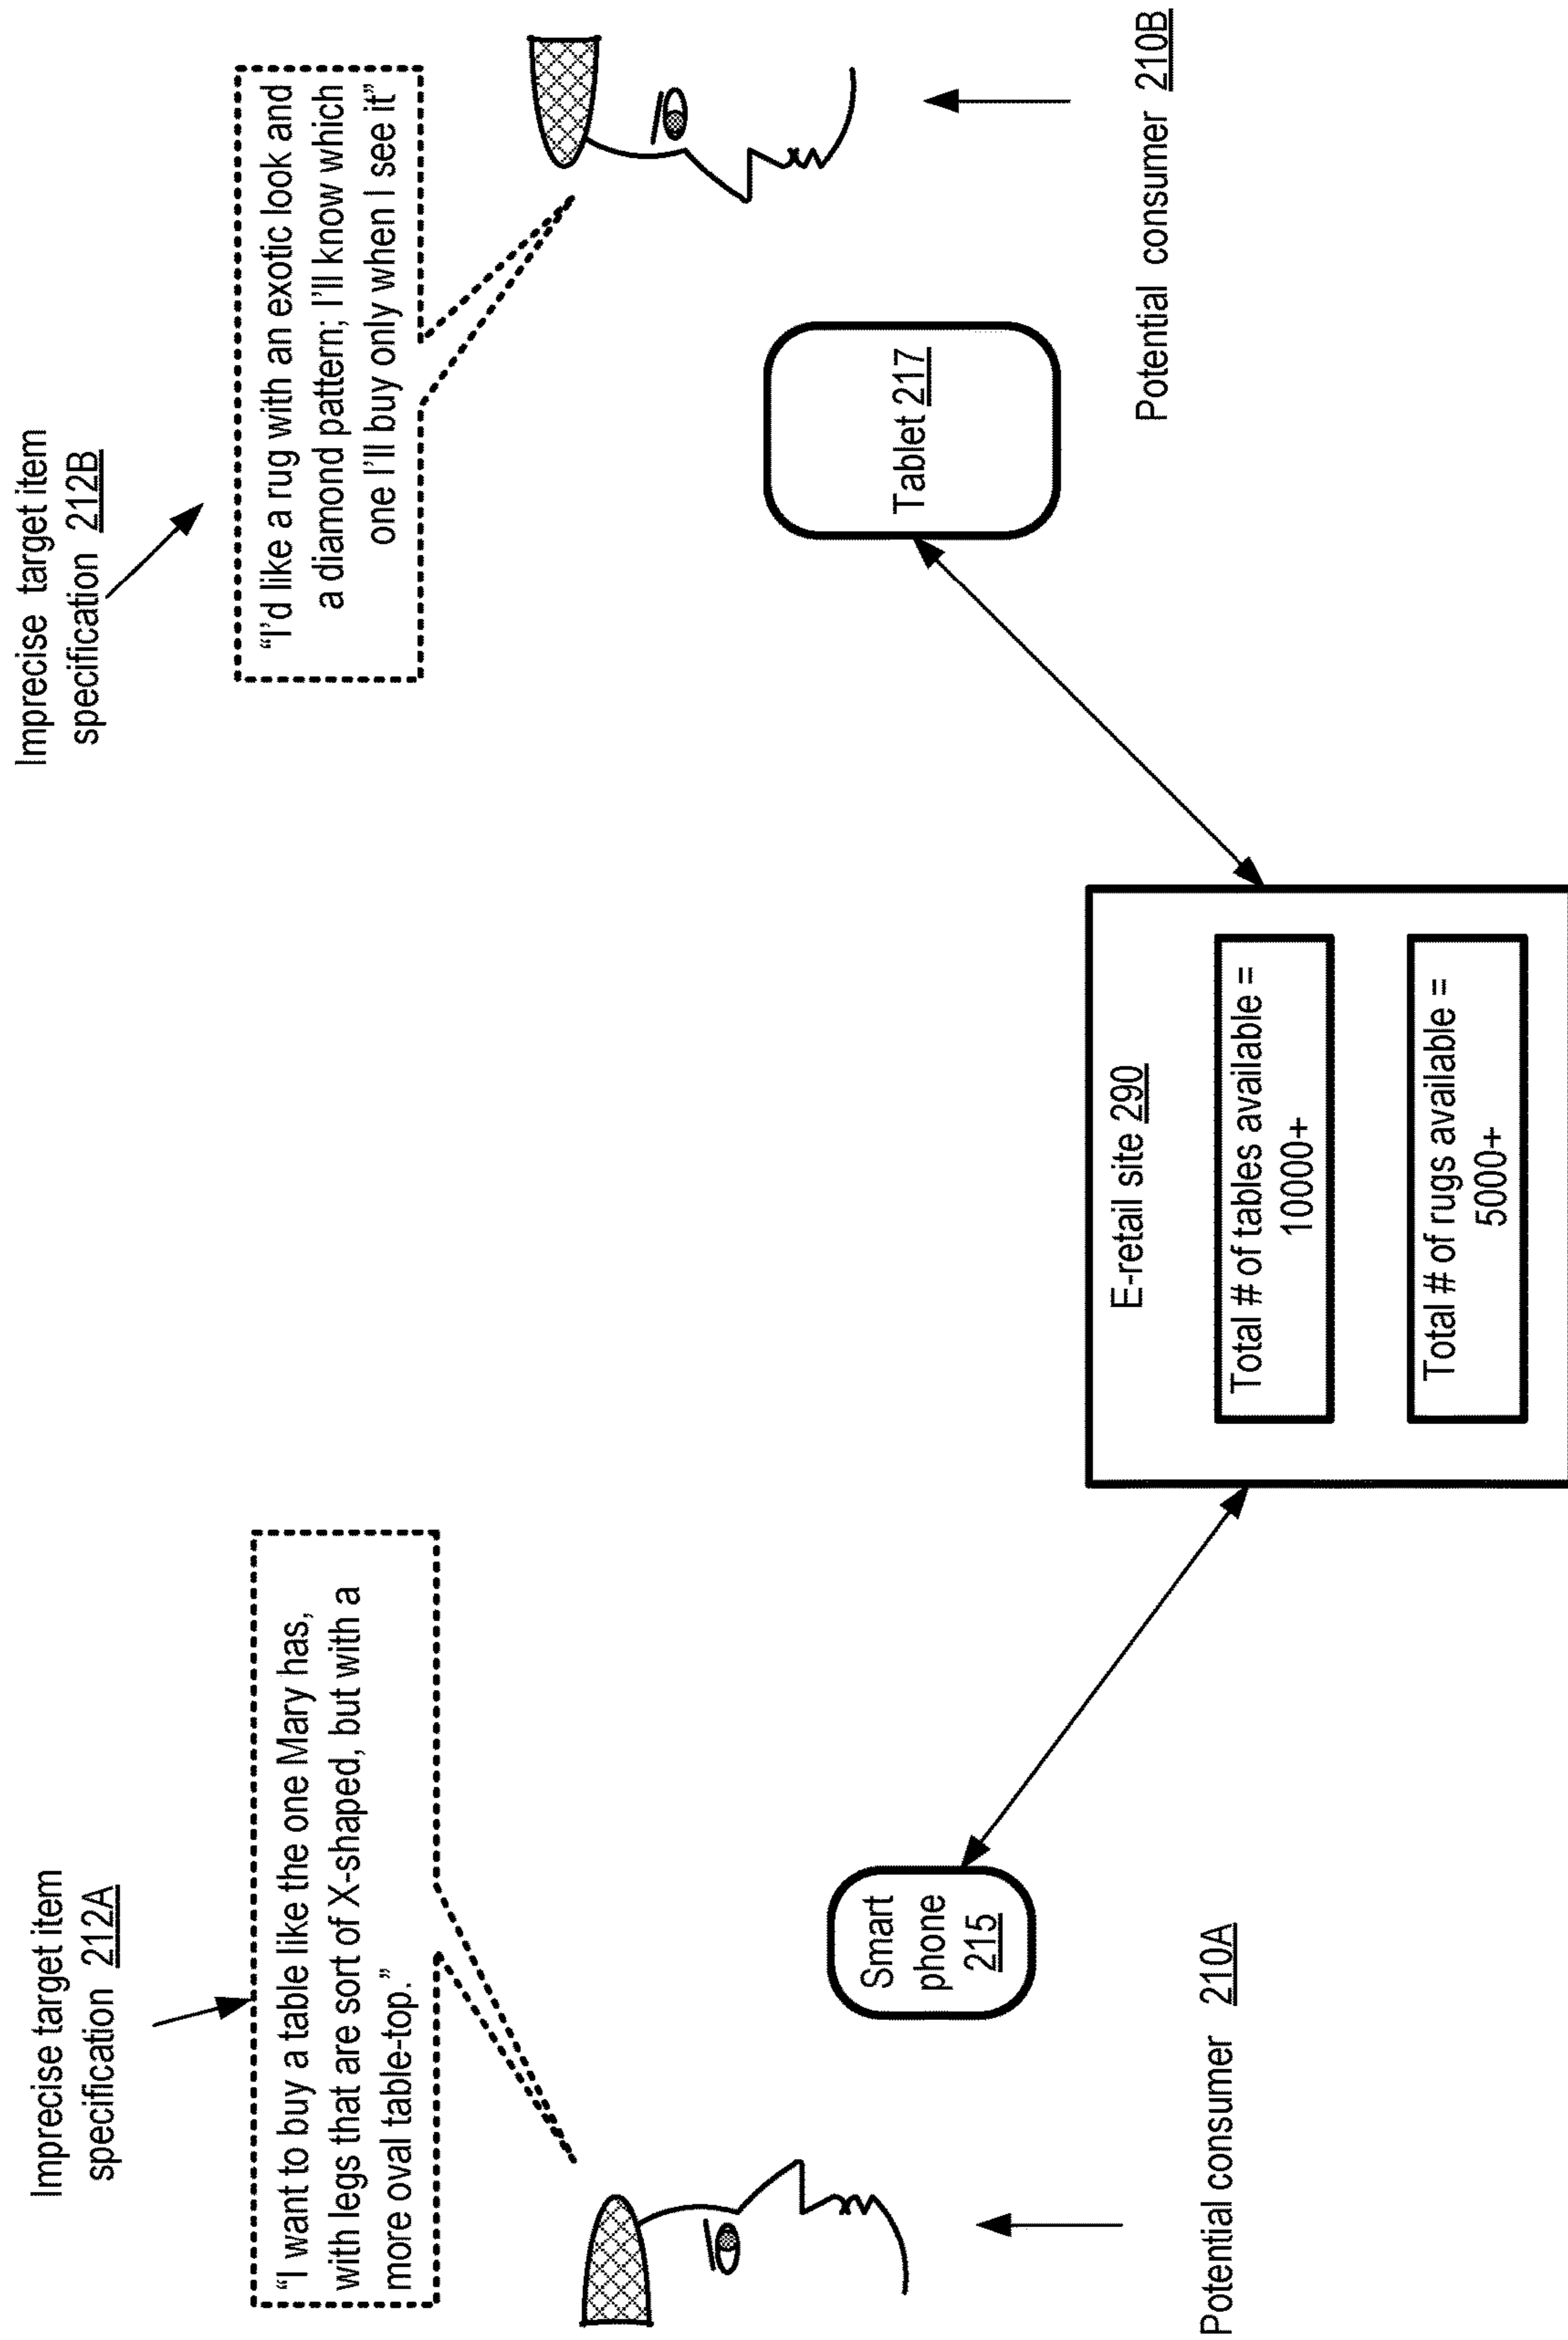 Imprecise target item
specification 212A
"I want to buy a table like the one Mary has,
with legs that are sort of X-shaped, but with a
more oval table-top."
Smart
phone
215
Potential consumer 210A
Imprecise target item
specification 212B
"I'd like a rug with an exotic look and
a diamond pattern; I'll know which
one I'll buy only when I see it"
Tablet 217
Potential consumer 210B
E-retail site 290
Total # of tables available =
10000+
Total # of rugs available =
5000+